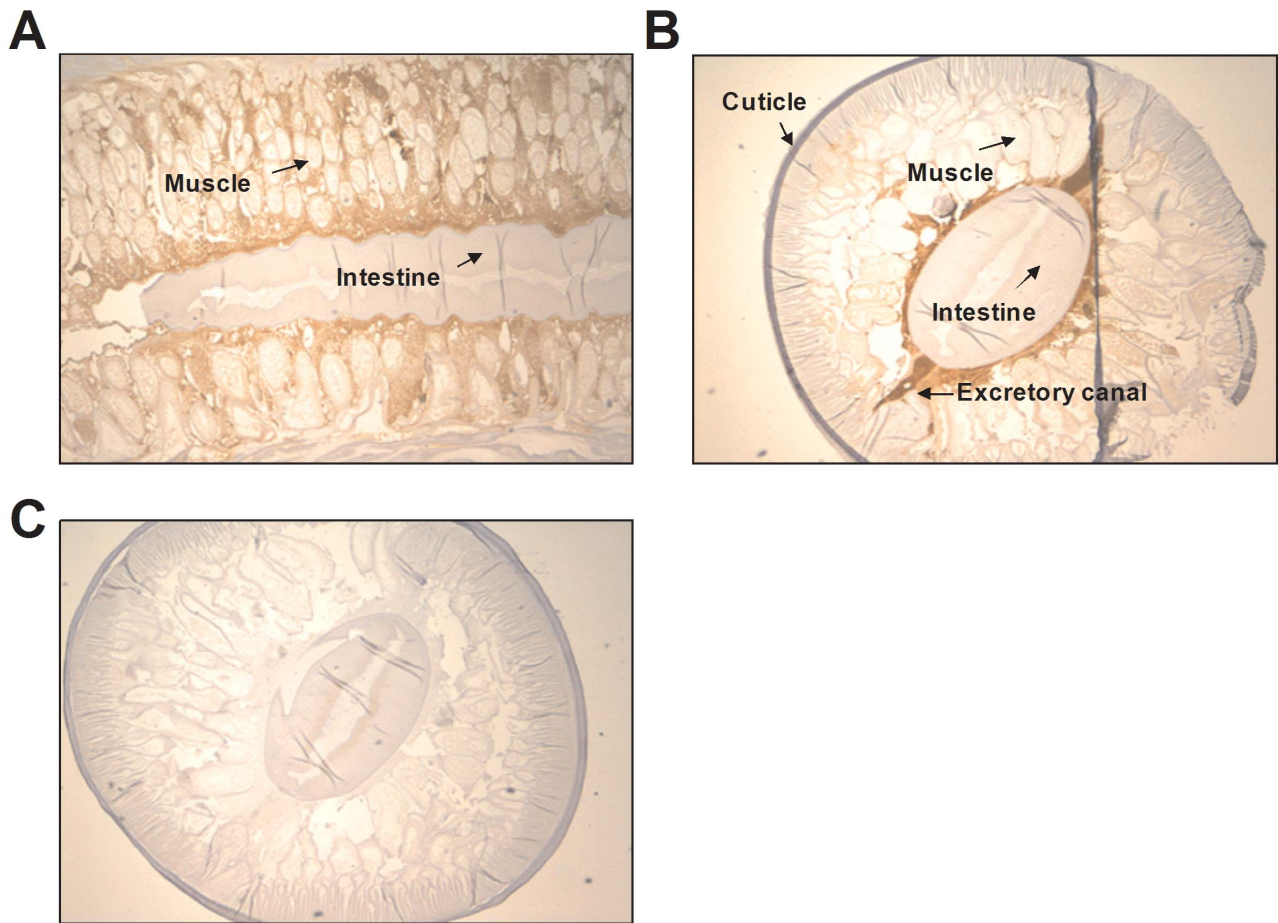 A
Muscle
Intestine
B
Cuticle
Muscle
Intestine
Excretory canal
C